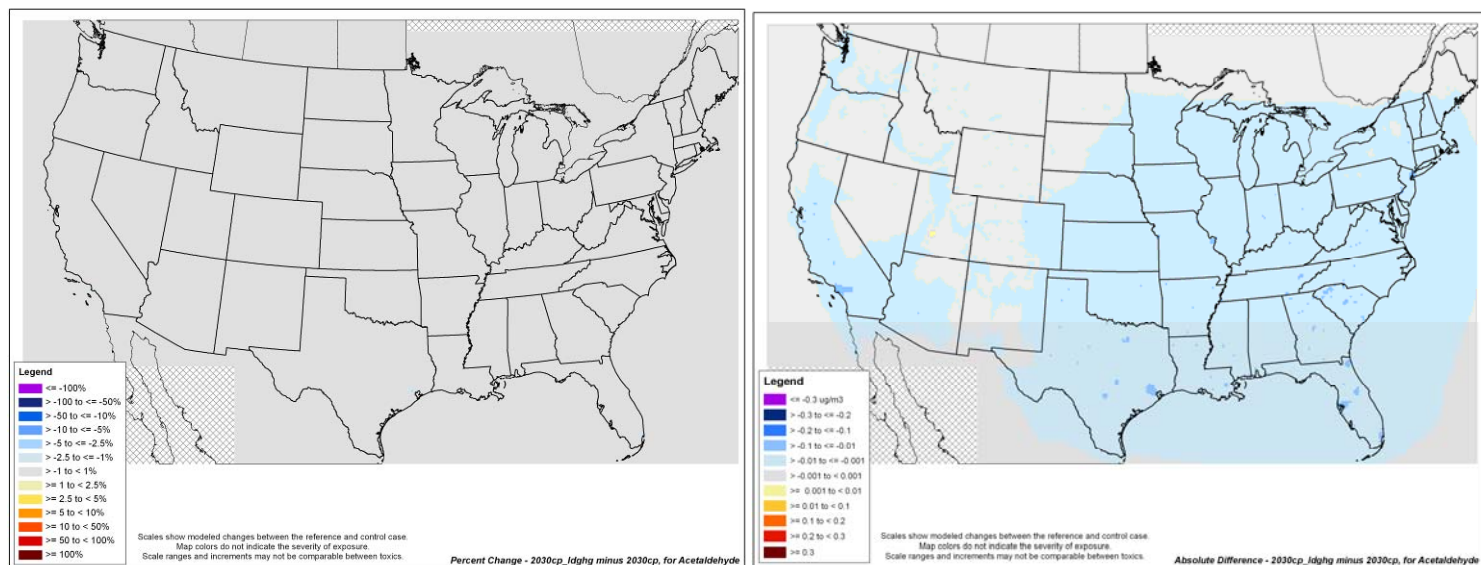 Legend
<= -100%
> -100 to <= -50%
> -50 to <= -10%
> -10 to <= -5%
> -5 to <= -2.5%
> -2.5 to <= -1%
> -1 to < 1%
>= 1 to < 2.5%
>= 2.5 to < 5%
>= 5 to < 10%
>= 10 to < 50%
>= 50 to < 100%
>= 100%
Scales show modeled changes between the reference and control case.
Map colors do not indicate the severity of exposure.
Scale ranges and increments may not be comparable between toxics.
Percent Change - 2030cp_ldghg minus 2030cp, for Acetaldehyde
Legend
<= -0.3 ug/m3
> -0.3 to <= -0.2
> -0.2 to <= -0.1
> -0.1 to <= -0.01
> -0.01 to <= -0.001
> -0.001 to < 0.001
>= 0.001 to < 0.01
>= 0.01 to < 0.1
>= 0.1 to < 0.2
>= 0.2 to < 0.3
>= 0.3
Scales show modeled changes between the reference and control case.
Map colors do not indicate the severity of exposure.
Scale ranges and increments may not be comparable between toxics.
Absolute Difference - 2030cp_ldghg minus 2030cp, for Acetaldehyde